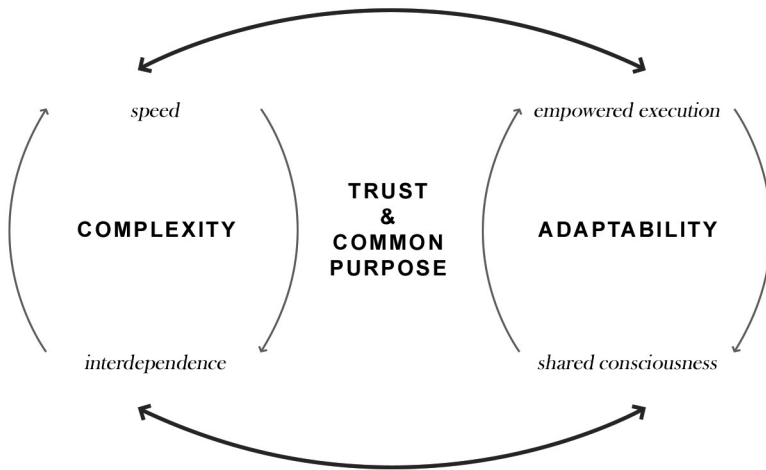 speed
empowered execution
TRUST
&
COMMON
PURPOSE
COMPLEXITY
ADAPTABILITY
interdependence
shared consciousness